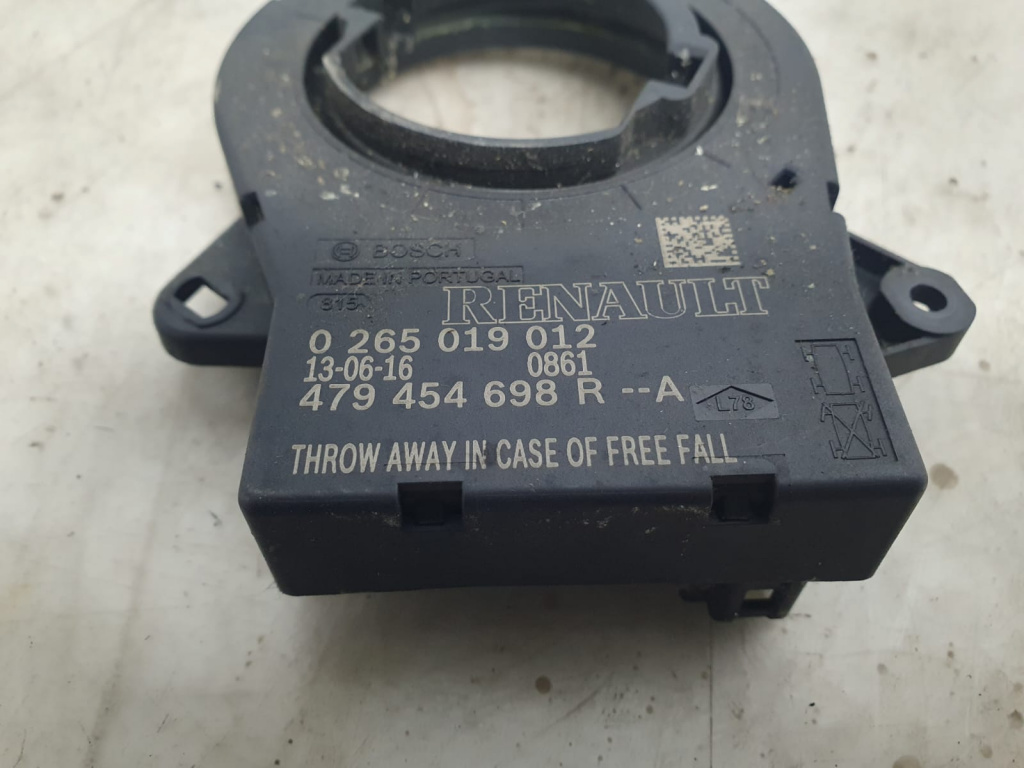 BOSCH
MADE IN PORTUGAL
815
RENAULT
0 265 019 012
13-06-16 0861
479 454 698 R --A
L78
THROW AWAY IN CASE OF FREE FALL